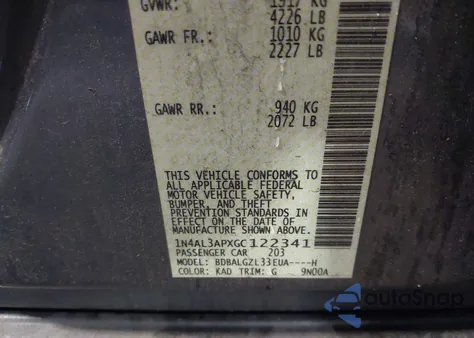 GVWR: 1917 KG
4226 LB
GAWR FR.: 1010 KG
2227 LB
GAWR RR.: 940 KG
2072 LB
THIS VEHICLE CONFORMS TO
ALL APPLICABLE FEDERAL
MOTOR VEHICLE SAFETY,
BUMPER, AND THEFT
PREVENTION STANDARDS IN
EFFECT ON THE DATE OF
MANUFACTURE SHOWN ABOVE.
1N4AL3APXGC122341
PASSENGER CAR 203
MODEL: BDBALGZL33EUA----H
COLOR: KAD TRIM: G 9N00A
AutoSnap